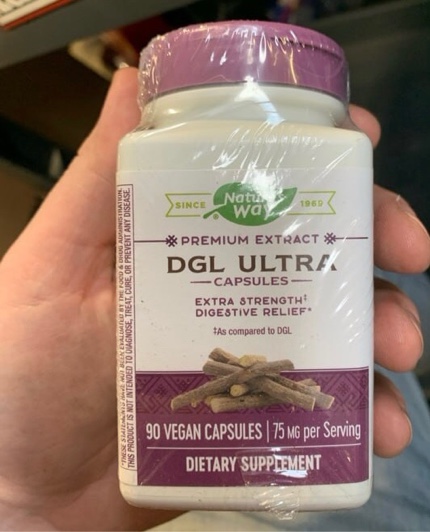 SINCE Nature's Way 1969
PREMIUM EXTRACT
DGL ULTRA
CAPSULES
EXTRA STRENGTH‡
DIGESTIVE RELIEF*
‡As compared to DGL
90 VEGAN CAPSULES | 75 MG per Serving
DIETARY SUPPLEMENT
*THESE STATEMENTS HAVE NOT BEEN EVALUATED BY THE FOOD & DRUG ADMINISTRATION.
THIS PRODUCT IS NOT INTENDED TO DIAGNOSE, TREAT, CURE, OR PREVENT ANY DISEASE.